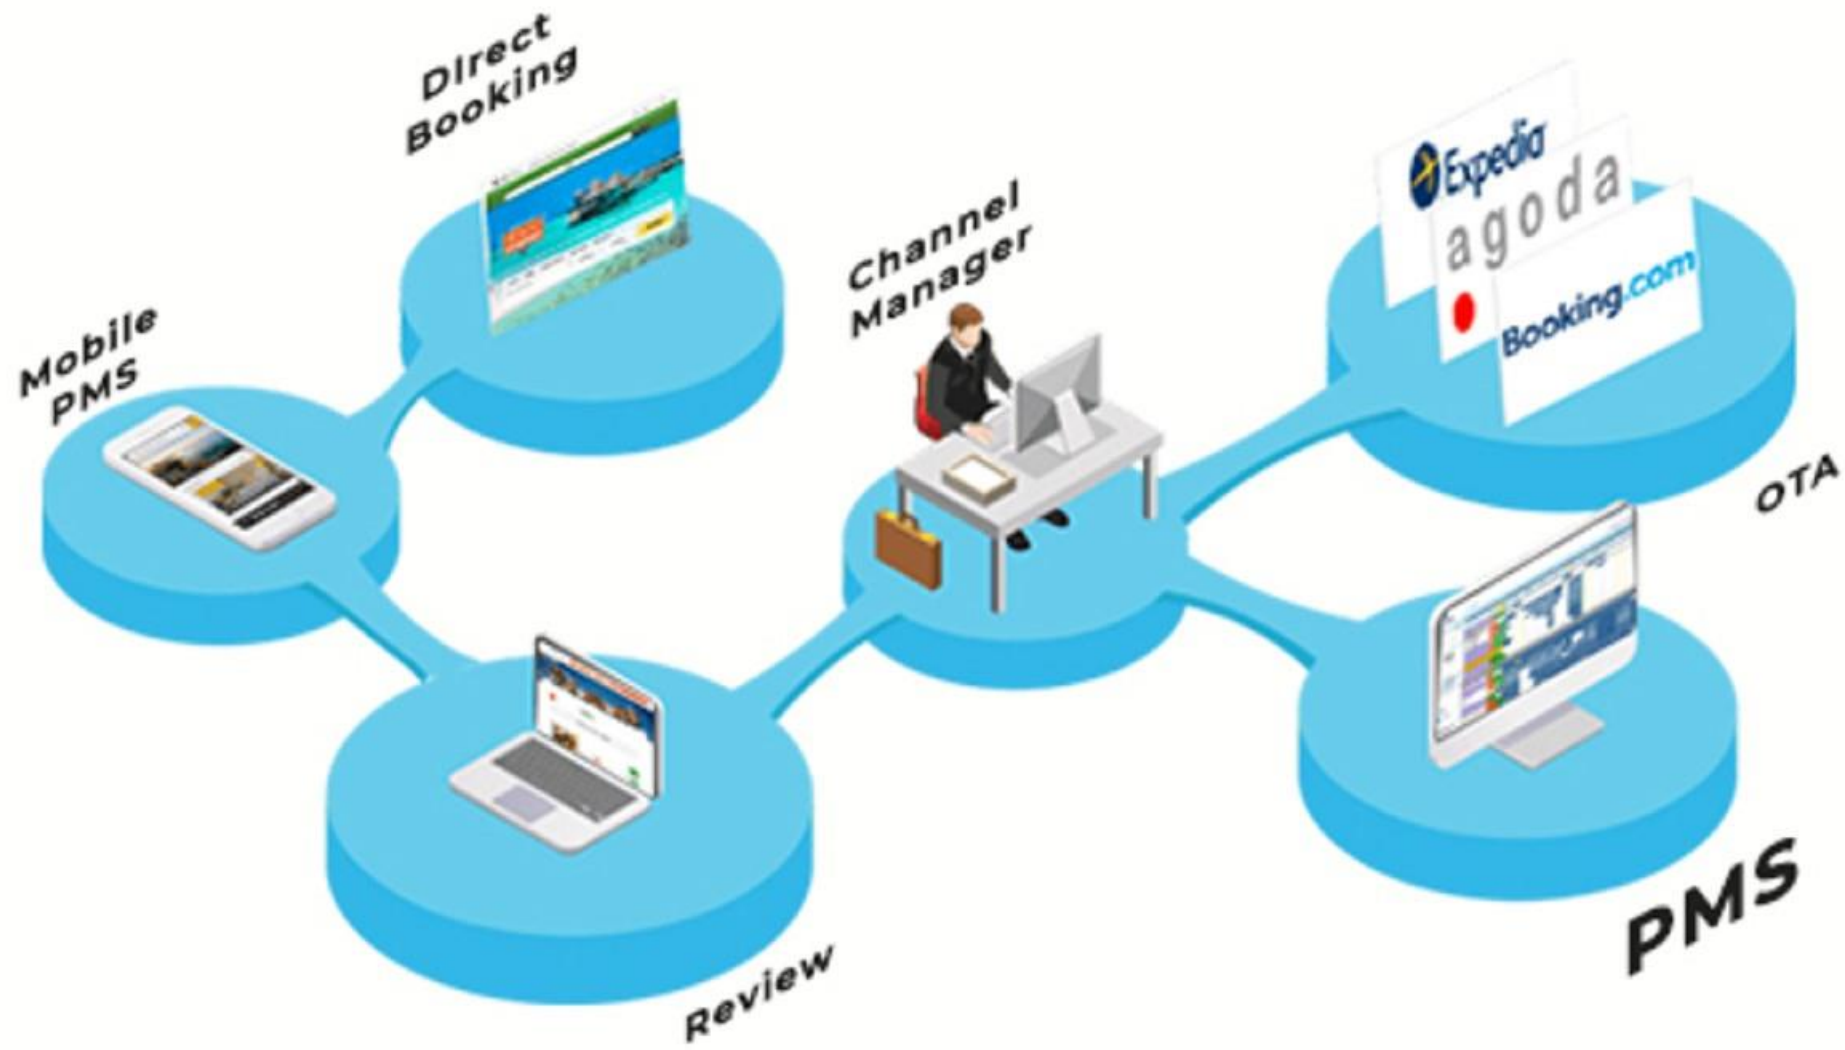 DIrect
Booking
Mobile
PMS
Channel
Manager
Expedia
agoda
Booking.com
OTA
PMS
Review